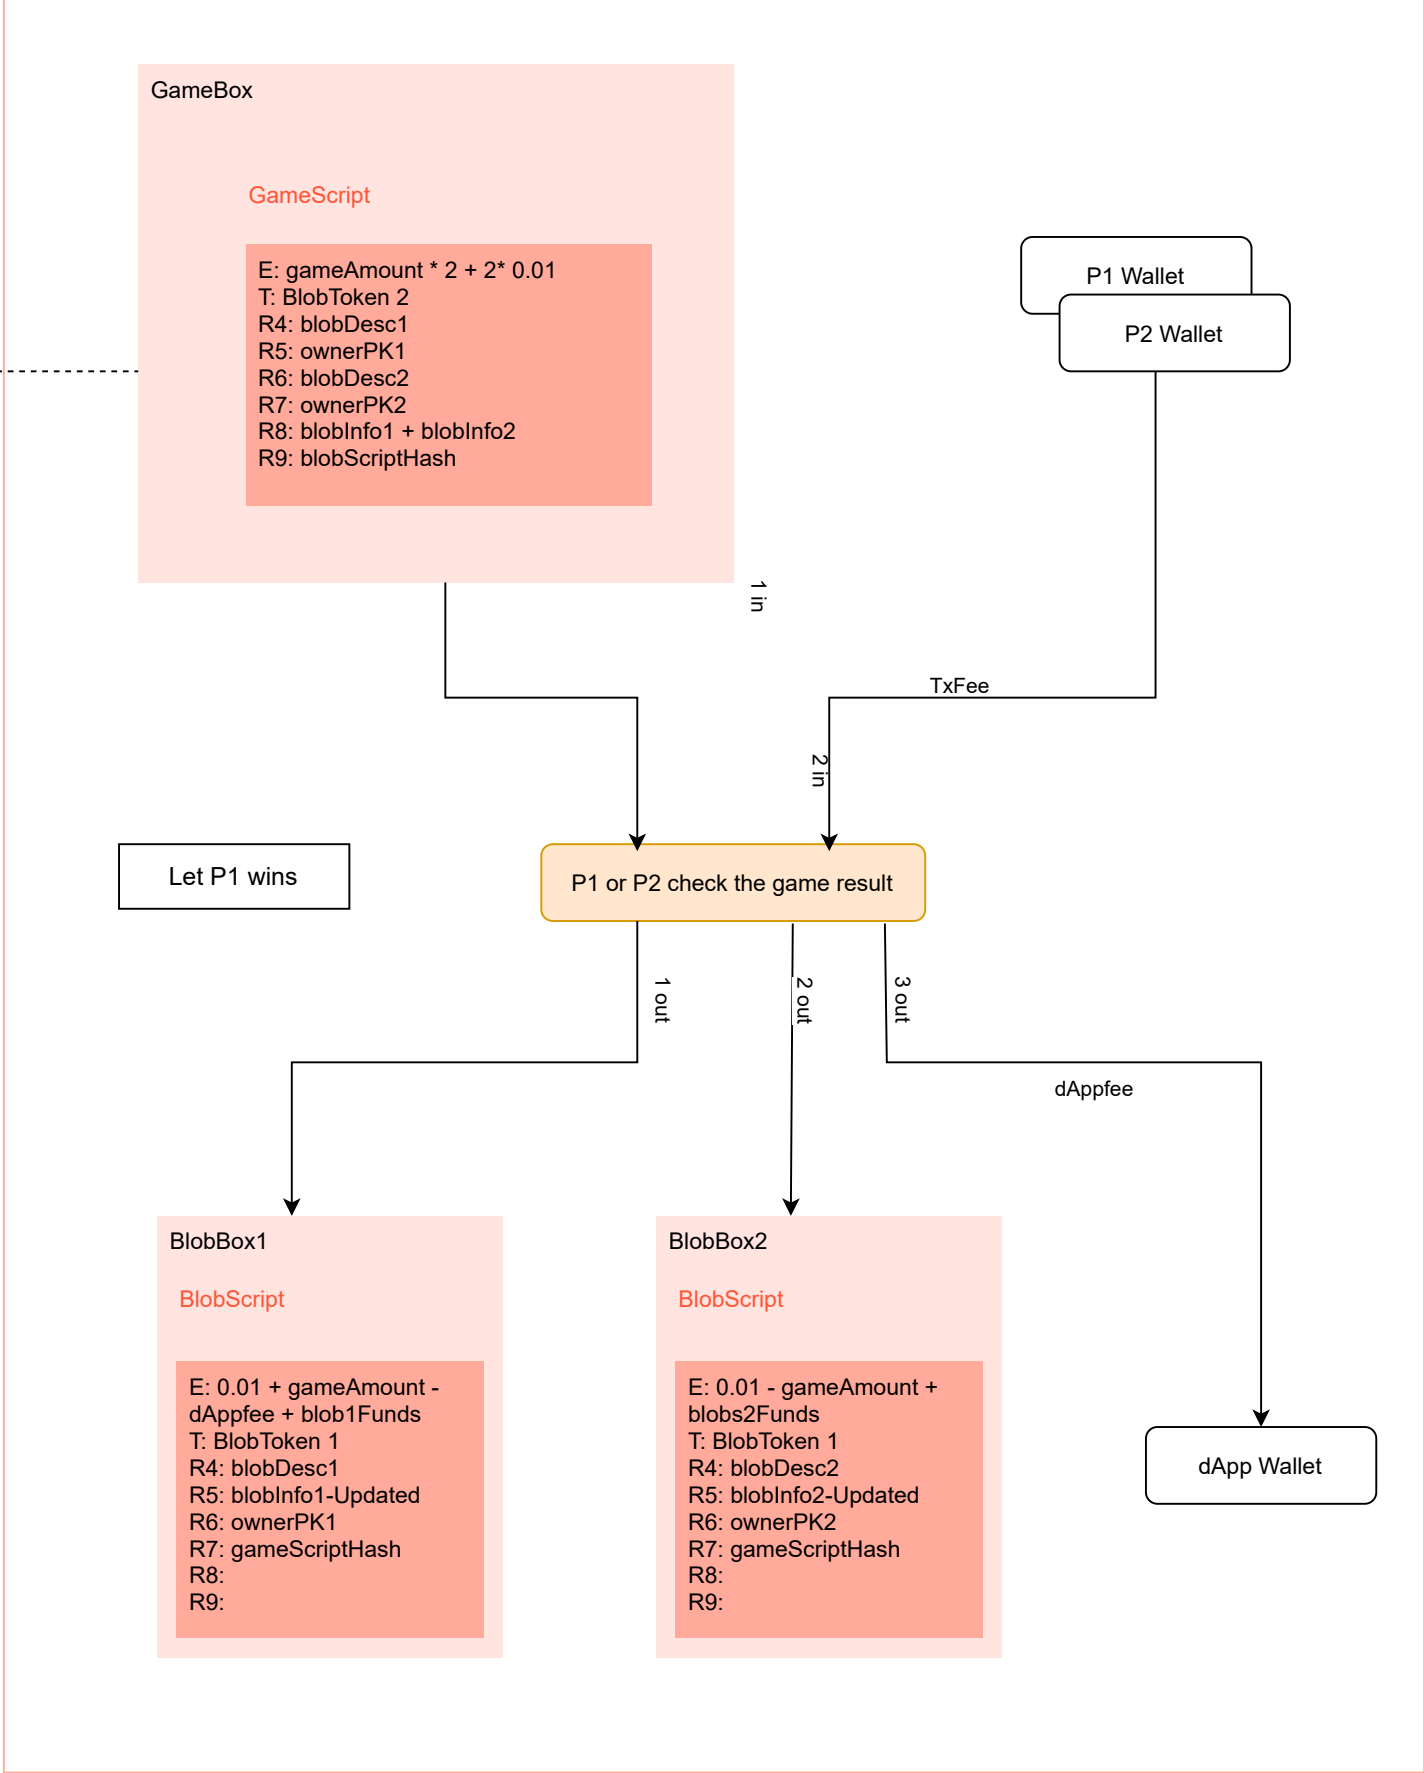 GameBox
GameScript
E: gameAmount * 2 + 2* 0.01
T: BlobToken 2
R4: blobDesc1
R5: ownerPK1
R6: blobDesc2
R7: ownerPK2
R8: blobInfo1 + blobInfo2
R9: blobScriptHash
P1 Wallet
P2 Wallet
1 in
TxFee
2 in
Let P1 wins
P1 or P2 check the game result
1 out
2 out
3 out
dAppfee
BlobBox1
BlobScript
E: 0.01 + gameAmount -
dAppfee + blob1Funds
T: BlobToken 1
R4: blobDesc1
R5: blobInfo1-Updated
R6: ownerPK1
R7: gameScriptHash
R8:
R9:
BlobBox2
BlobScript
E: 0.01 - gameAmount +
blobs2Funds
T: BlobToken 1
R4: blobDesc2
R5: blobInfo2-Updated
R6: ownerPK2
R7: gameScriptHash
R8:
R9:
dApp Wallet